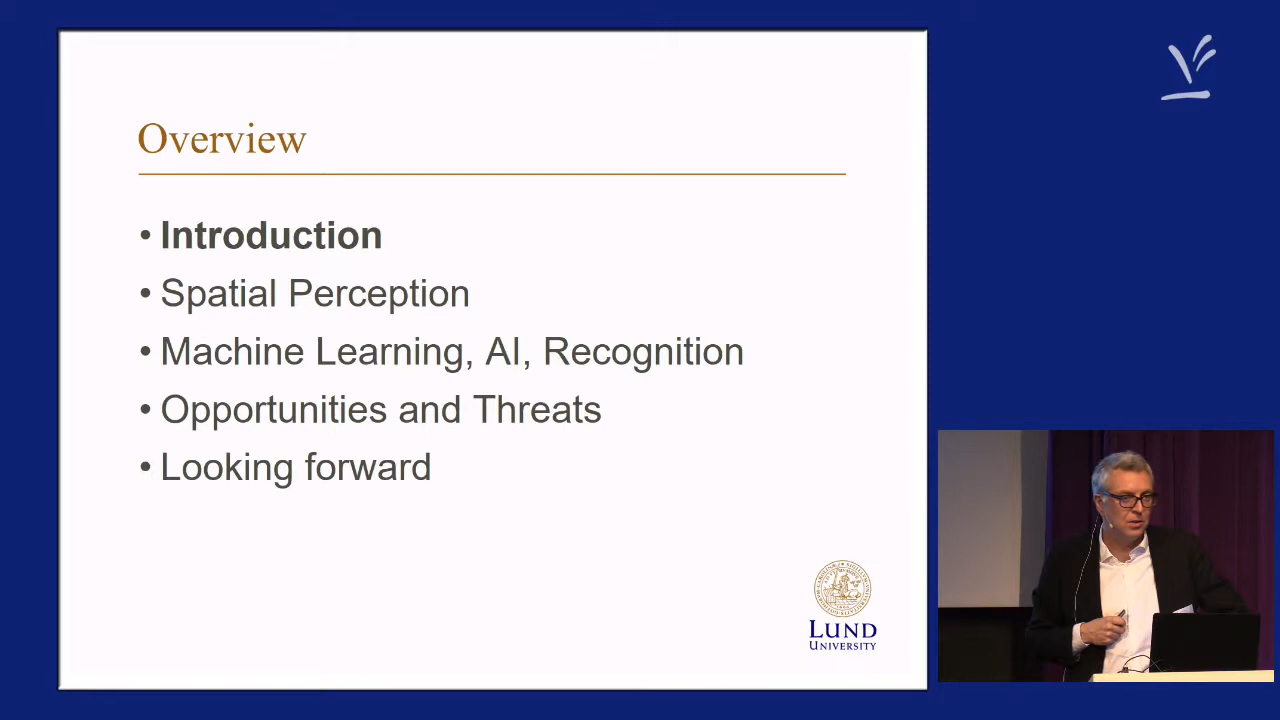 Overview
• Introduction
• Spatial Perception
• Machine Learning, AI, Recognition
• Opportunities and Threats
• Looking forward
LUND
UNIVERSITY